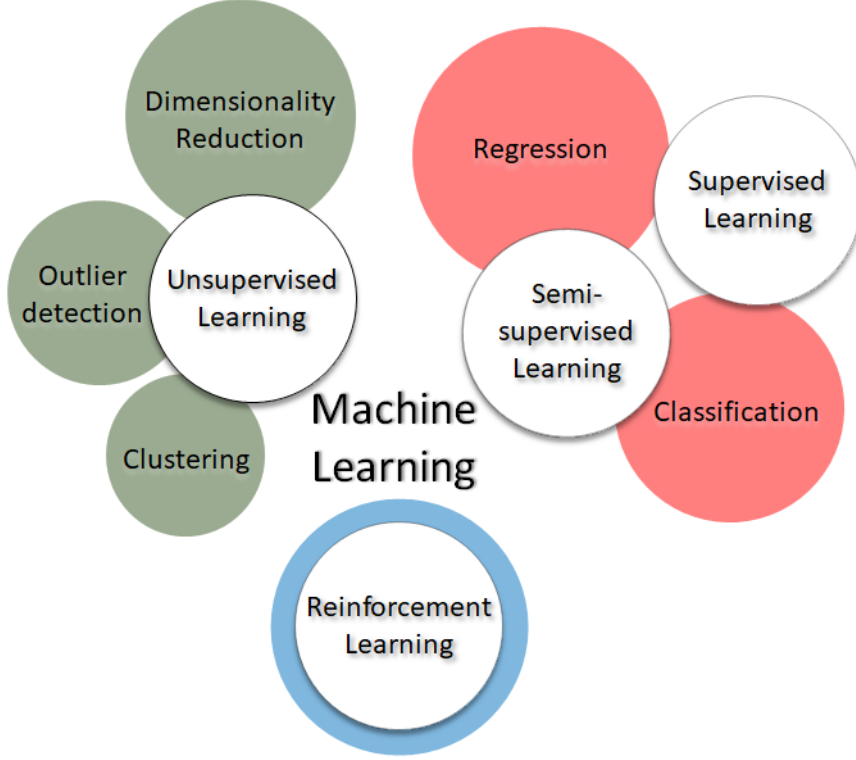 Dimensionality
Reduction
Regression
Supervised
Learning
Outlier
detection
Unsupervised
Learning
Semi-
supervised
Learning
Machine
Learning
Classification
Clustering
Reinforcement
Learning